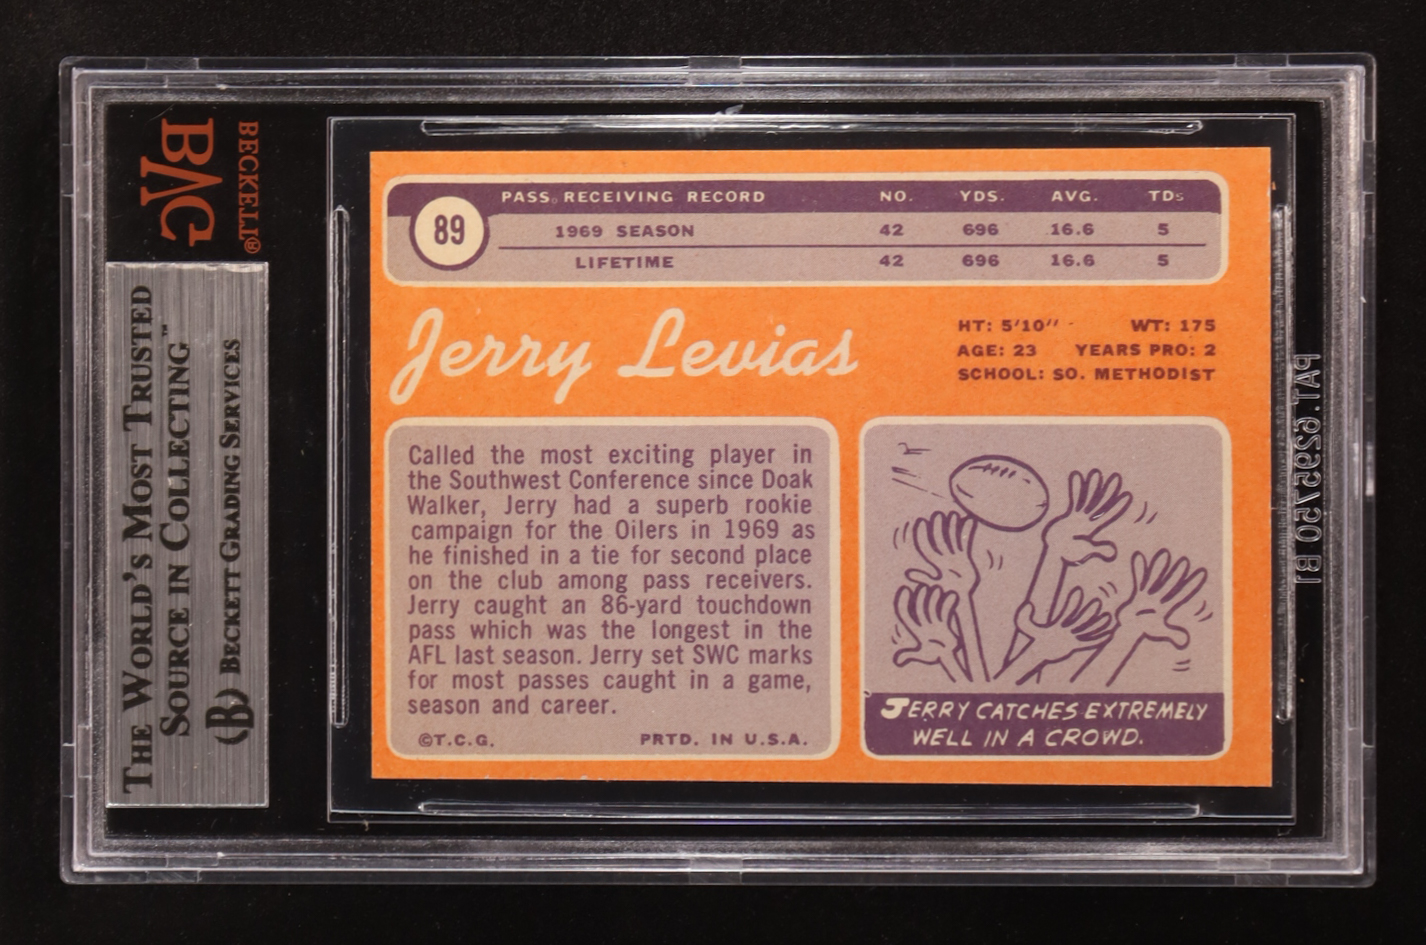 BVG
BECKETT®
THE WORLD'S MOST TRUSTED
SOURCE IN COLLECTING™
(B) BECKETT GRADING SERVICES
89
PASS RECEIVING RECORD NO. YDS. AVG. TDs
1969 SEASON 42 696 16.6 5
LIFETIME 42 696 16.6 5
Jerry Levias
HT: 5'10" WT: 175
AGE: 23 YEARS PRO: 2
SCHOOL: SO. METHODIST
Called the most exciting player in
the Southwest Conference since Doak
Walker, Jerry had a superb rookie
campaign for the Oilers in 1969 as
he finished in a tie for second place
on the club among pass receivers.
Jerry caught an 86-yard touchdown
pass which was the longest in the
AFL last season. Jerry set SWC marks
for most passes caught in a game,
season and career.
©T.C.G. PRTD. IN U.S.A.
JERRY CATCHES EXTREMELY
WELL IN A CROWD.
PAT.6295750 B1